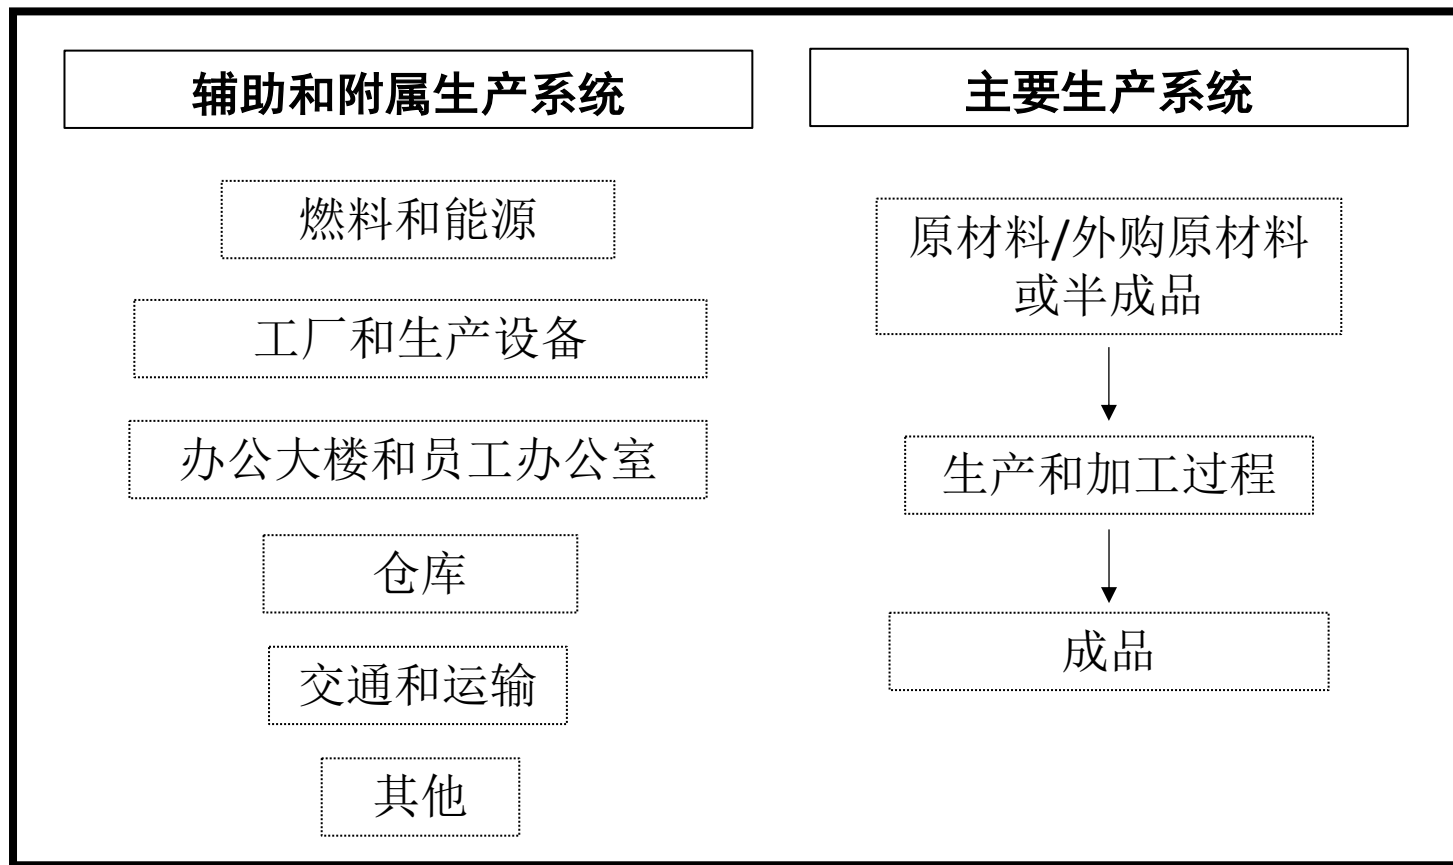 辅助和附属生产系统
燃料和能源
工厂和生产设备
办公大楼和员工办公室
仓库
交通和运输
其他
主要生产系统
原材料/外购原材料
或半成品
生产和加工过程
成品